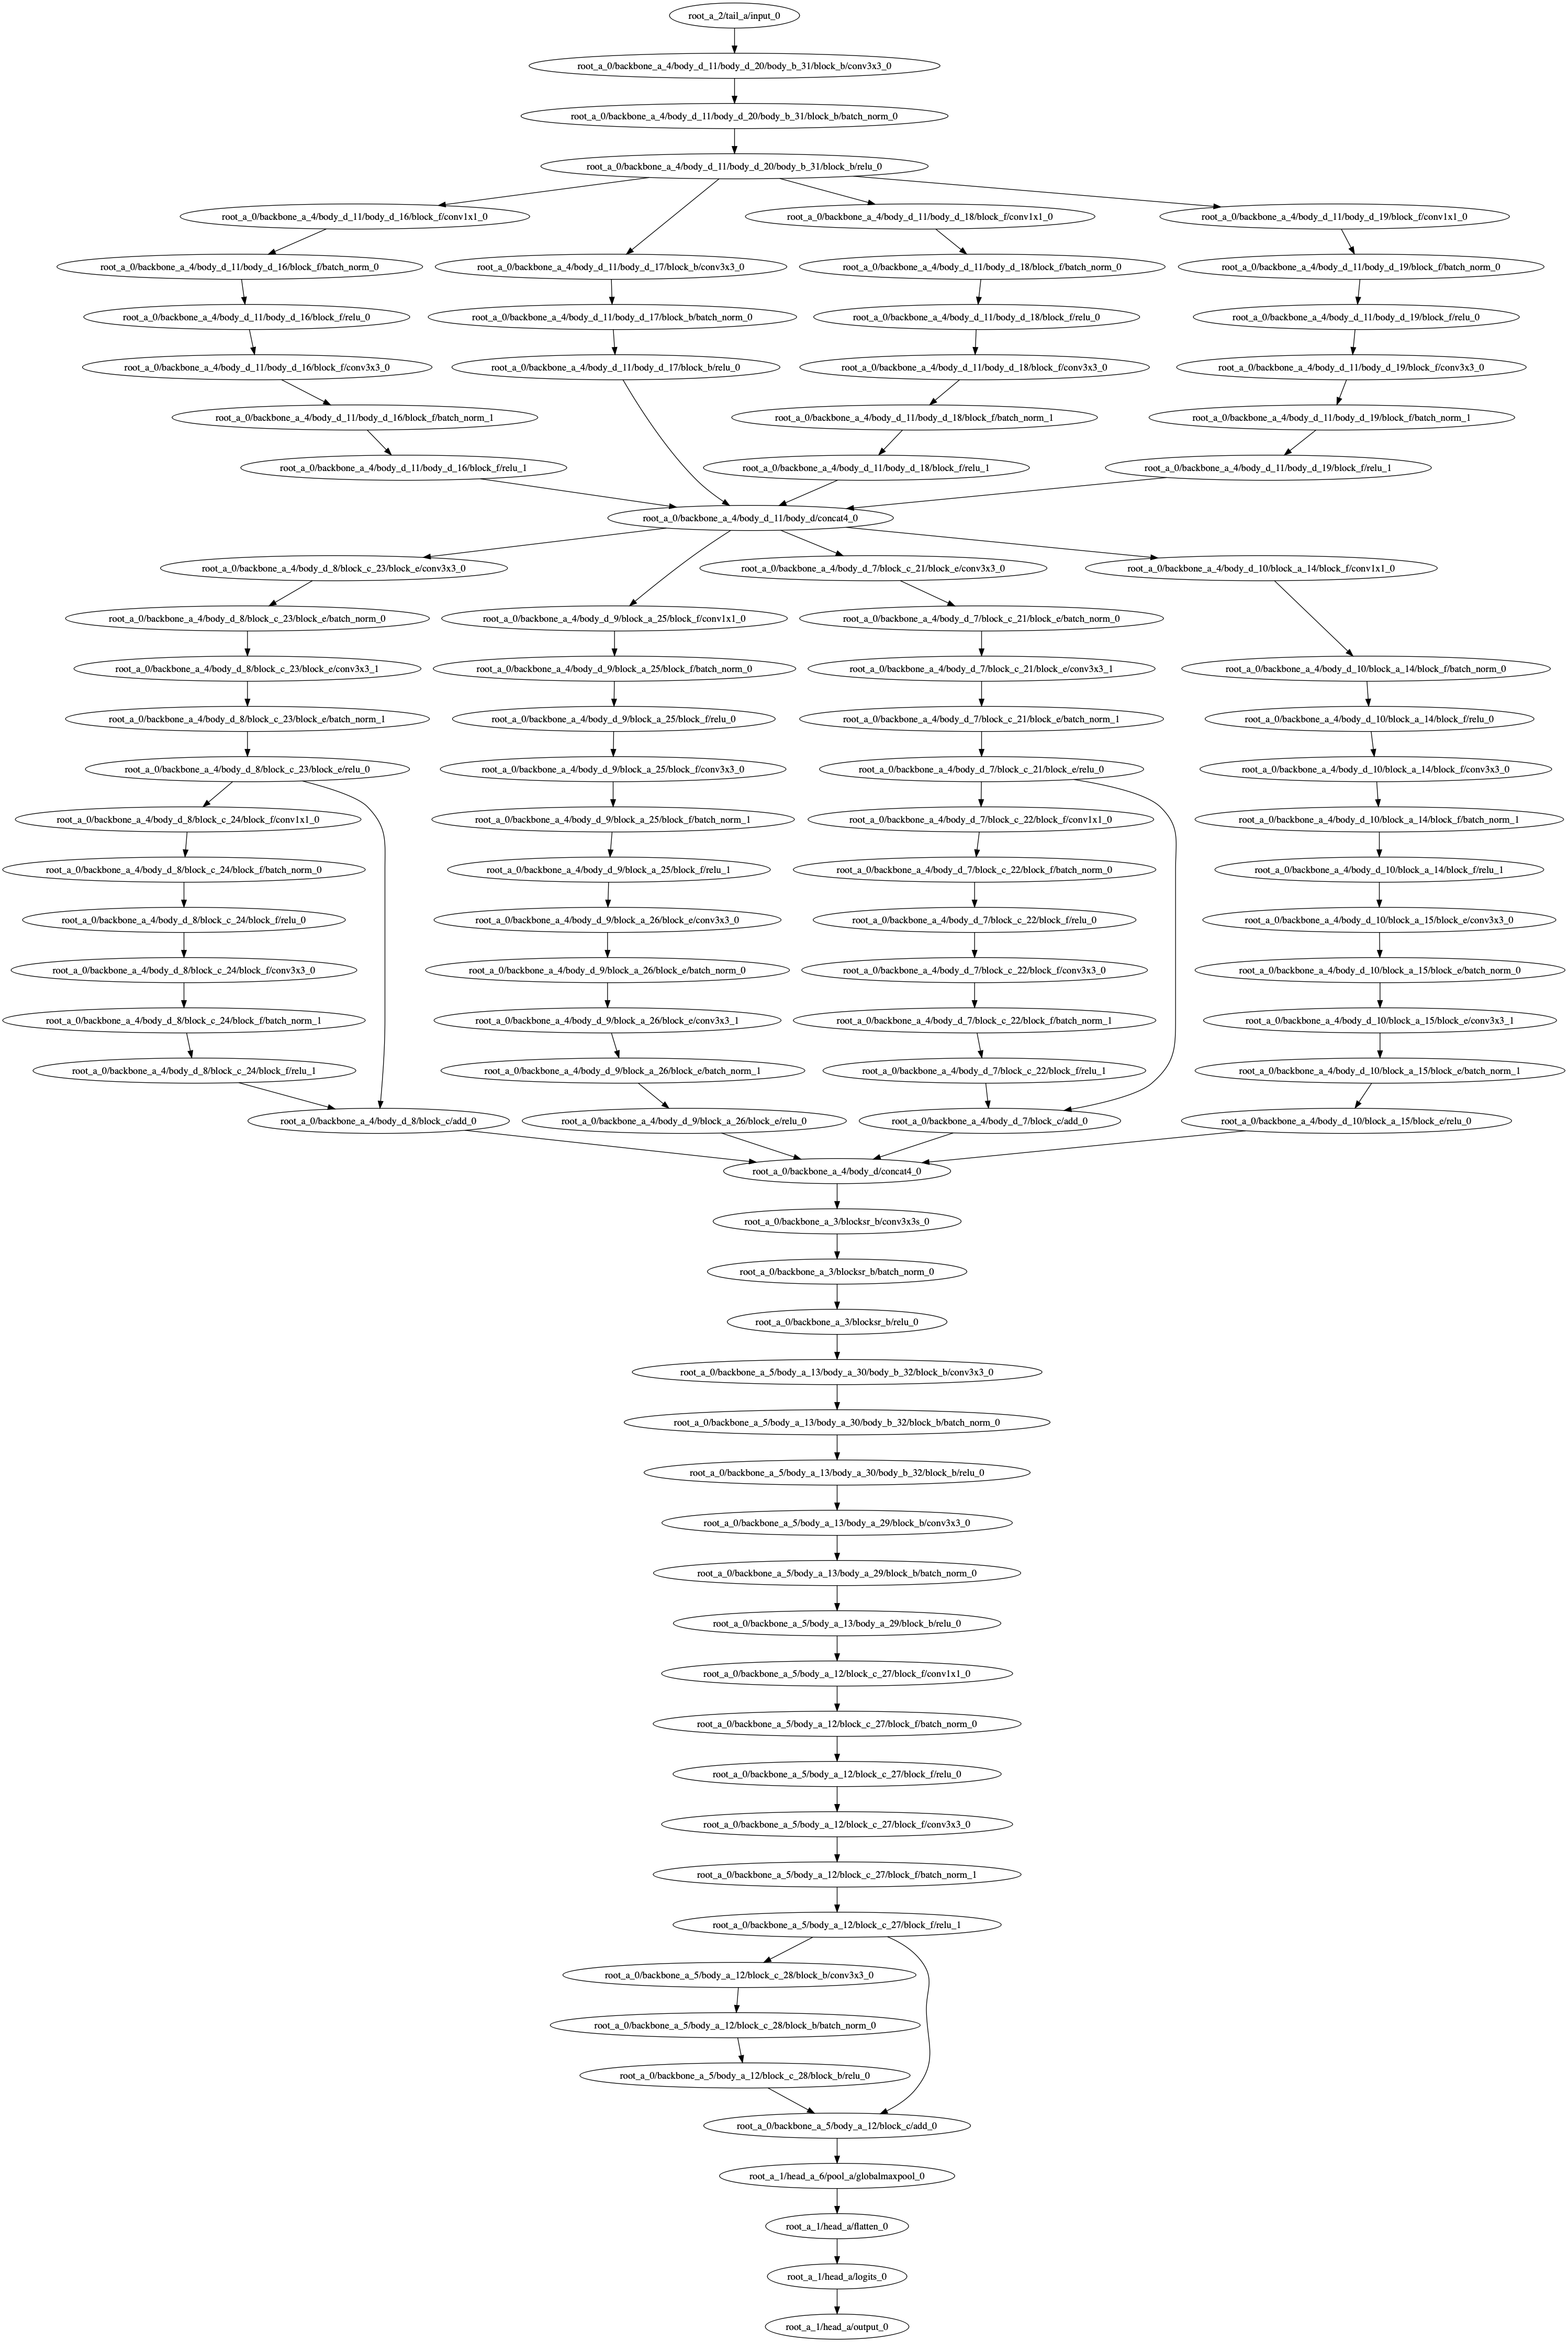 root_a_2/tail_a/input_0
root_a_0/backbone_a_4/body_d_11/body_d_20/body_b_31/block_b/conv3x3_0
root_a_0/backbone_a_4/body_d_11/body_d_20/body_b_31/block_b/batch_norm_0
root_a_0/backbone_a_4/body_d_11/body_d_20/body_b_31/block_b/relu_0
root_a_0/backbone_a_4/body_d_11/body_d_16/block_f/conv1x1_0
root_a_0/backbone_a_4/body_d_11/body_d_18/block_f/conv1x1_0
root_a_0/backbone_a_4/body_d_11/body_d_19/block_f/conv1x1_0
root_a_0/backbone_a_4/body_d_11/body_d_16/block_f/batch_norm_0
root_a_0/backbone_a_4/body_d_11/body_d_17/block_b/conv3x3_0
root_a_0/backbone_a_4/body_d_11/body_d_18/block_f/batch_norm_0
root_a_0/backbone_a_4/body_d_11/body_d_19/block_f/batch_norm_0
root_a_0/backbone_a_4/body_d_11/body_d_16/block_f/relu_0
root_a_0/backbone_a_4/body_d_11/body_d_17/block_b/batch_norm_0
root_a_0/backbone_a_4/body_d_11/body_d_18/block_f/relu_0
root_a_0/backbone_a_4/body_d_11/body_d_19/block_f/relu_0
root_a_0/backbone_a_4/body_d_11/body_d_16/block_f/conv3x3_0
root_a_0/backbone_a_4/body_d_11/body_d_17/block_b/relu_0
root_a_0/backbone_a_4/body_d_11/body_d_18/block_f/conv3x3_0
root_a_0/backbone_a_4/body_d_11/body_d_19/block_f/conv3x3_0
root_a_0/backbone_a_4/body_d_11/body_d_16/block_f/batch_norm_1
root_a_0/backbone_a_4/body_d_11/body_d_18/block_f/batch_norm_1
root_a_0/backbone_a_4/body_d_11/body_d_19/block_f/batch_norm_1
root_a_0/backbone_a_4/body_d_11/body_d_16/block_f/relu_1
root_a_0/backbone_a_4/body_d_11/body_d_18/block_f/relu_1
root_a_0/backbone_a_4/body_d_11/body_d_19/block_f/relu_1
root_a_0/backbone_a_4/body_d_11/body_d/concat4_0
root_a_0/backbone_a_4/body_d_8/block_c_23/block_e/conv3x3_0
root_a_0/backbone_a_4/body_d_7/block_c_21/block_e/conv3x3_0
root_a_0/backbone_a_4/body_d_10/block_a_14/block_f/conv1x1_0
root_a_0/backbone_a_4/body_d_8/block_c_23/block_e/batch_norm_0
root_a_0/backbone_a_4/body_d_9/block_a_25/block_f/conv1x1_0
root_a_0/backbone_a_4/body_d_7/block_c_21/block_e/batch_norm_0
root_a_0/backbone_a_4/body_d_8/block_c_23/block_e/conv3x3_1
root_a_0/backbone_a_4/body_d_9/block_a_25/block_f/batch_norm_0
root_a_0/backbone_a_4/body_d_7/block_c_21/block_e/conv3x3_1
root_a_0/backbone_a_4/body_d_10/block_a_14/block_f/batch_norm_0
root_a_0/backbone_a_4/body_d_8/block_c_23/block_e/batch_norm_1
root_a_0/backbone_a_4/body_d_9/block_a_25/block_f/relu_0
root_a_0/backbone_a_4/body_d_7/block_c_21/block_e/batch_norm_1
root_a_0/backbone_a_4/body_d_10/block_a_14/block_f/relu_0
root_a_0/backbone_a_4/body_d_8/block_c_23/block_e/relu_0
root_a_0/backbone_a_4/body_d_9/block_a_25/block_f/conv3x3_0
root_a_0/backbone_a_4/body_d_7/block_c_21/block_e/relu_0
root_a_0/backbone_a_4/body_d_10/block_a_14/block_f/conv3x3_0
root_a_0/backbone_a_4/body_d_8/block_c_24/block_f/conv1x1_0
root_a_0/backbone_a_4/body_d_9/block_a_25/block_f/batch_norm_1
root_a_0/backbone_a_4/body_d_7/block_c_22/block_f/conv1x1_0
root_a_0/backbone_a_4/body_d_10/block_a_14/block_f/batch_norm_1
root_a_0/backbone_a_4/body_d_8/block_c_24/block_f/batch_norm_0
root_a_0/backbone_a_4/body_d_9/block_a_25/block_f/relu_1
root_a_0/backbone_a_4/body_d_7/block_c_22/block_f/batch_norm_0
root_a_0/backbone_a_4/body_d_10/block_a_14/block_f/relu_1
root_a_0/backbone_a_4/body_d_8/block_c_24/block_f/relu_0
root_a_0/backbone_a_4/body_d_9/block_a_26/block_e/conv3x3_0
root_a_0/backbone_a_4/body_d_7/block_c_22/block_f/relu_0
root_a_0/backbone_a_4/body_d_10/block_a_15/block_e/conv3x3_0
root_a_0/backbone_a_4/body_d_8/block_c_24/block_f/conv3x3_0
root_a_0/backbone_a_4/body_d_9/block_a_26/block_e/batch_norm_0
root_a_0/backbone_a_4/body_d_7/block_c_22/block_f/conv3x3_0
root_a_0/backbone_a_4/body_d_10/block_a_15/block_e/batch_norm_0
root_a_0/backbone_a_4/body_d_8/block_c_24/block_f/batch_norm_1
root_a_0/backbone_a_4/body_d_9/block_a_26/block_e/conv3x3_1
root_a_0/backbone_a_4/body_d_7/block_c_22/block_f/batch_norm_1
root_a_0/backbone_a_4/body_d_10/block_a_15/block_e/conv3x3_1
root_a_0/backbone_a_4/body_d_8/block_c_24/block_f/relu_1
root_a_0/backbone_a_4/body_d_9/block_a_26/block_e/batch_norm_1
root_a_0/backbone_a_4/body_d_7/block_c_22/block_f/relu_1
root_a_0/backbone_a_4/body_d_10/block_a_15/block_e/batch_norm_1
root_a_0/backbone_a_4/body_d_8/block_c/add_0
root_a_0/backbone_a_4/body_d_9/block_a_26/block_e/relu_0
root_a_0/backbone_a_4/body_d_7/block_c/add_0
root_a_0/backbone_a_4/body_d_10/block_a_15/block_e/relu_0
root_a_0/backbone_a_4/body_d/concat4_0
root_a_0/backbone_a_3/blocksr_b/conv3x3s_0
root_a_0/backbone_a_3/blocksr_b/batch_norm_0
root_a_0/backbone_a_3/blocksr_b/relu_0
root_a_0/backbone_a_5/body_a_13/body_a_30/body_b_32/block_b/conv3x3_0
root_a_0/backbone_a_5/body_a_13/body_a_30/body_b_32/block_b/batch_norm_0
root_a_0/backbone_a_5/body_a_13/body_a_30/body_b_32/block_b/relu_0
root_a_0/backbone_a_5/body_a_13/body_a_29/block_b/conv3x3_0
root_a_0/backbone_a_5/body_a_13/body_a_29/block_b/batch_norm_0
root_a_0/backbone_a_5/body_a_13/body_a_29/block_b/relu_0
root_a_0/backbone_a_5/body_a_12/block_c_27/block_f/conv1x1_0
root_a_0/backbone_a_5/body_a_12/block_c_27/block_f/batch_norm_0
root_a_0/backbone_a_5/body_a_12/block_c_27/block_f/relu_0
root_a_0/backbone_a_5/body_a_12/block_c_27/block_f/conv3x3_0
root_a_0/backbone_a_5/body_a_12/block_c_27/block_f/batch_norm_1
root_a_0/backbone_a_5/body_a_12/block_c_27/block_f/relu_1
root_a_0/backbone_a_5/body_a_12/block_c_28/block_b/conv3x3_0
root_a_0/backbone_a_5/body_a_12/block_c_28/block_b/batch_norm_0
root_a_0/backbone_a_5/body_a_12/block_c_28/block_b/relu_0
root_a_0/backbone_a_5/body_a_12/block_c/add_0
root_a_1/head_a_6/pool_a/globalmaxpool_0
root_a_1/head_a/flatten_0
root_a_1/head_a/logits_0
root_a_1/head_a/output_0